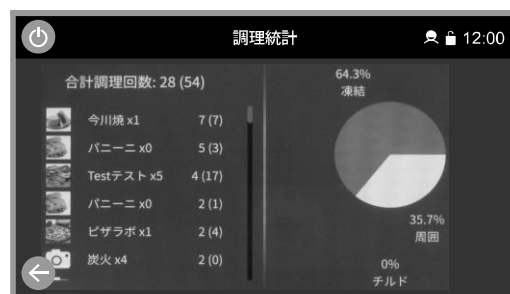 調理統計
12:00
合計調理回数: 28 (54)
今川焼 x1 7 (7)
パニーニ x0 5 (3)
Testテスト x5 4 (17)
パニーニ x0 2 (1)
ピザラボ x1 2 (4)
炭火 x4 2 (0)
64.3%
凍結
35.7%
周囲
0%
チルド